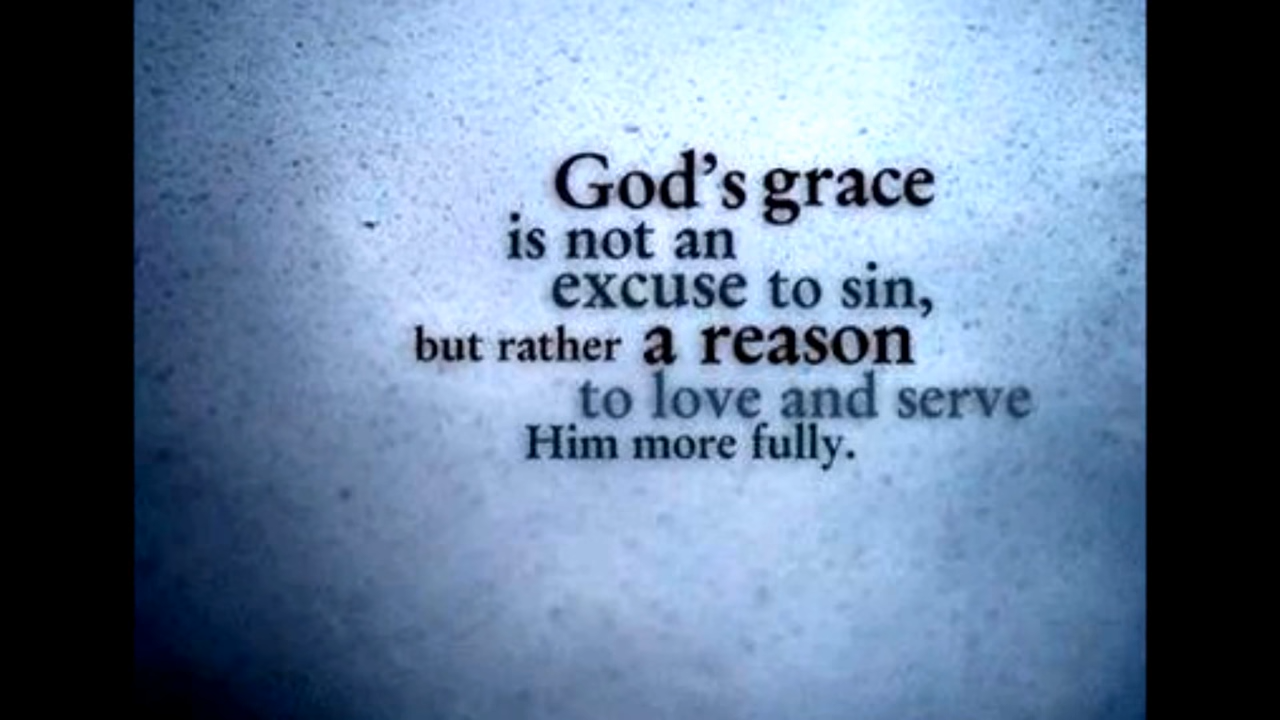 God's grace
is not an
excuse to sin,
but rather a reason
to love and serve
Him more fully.